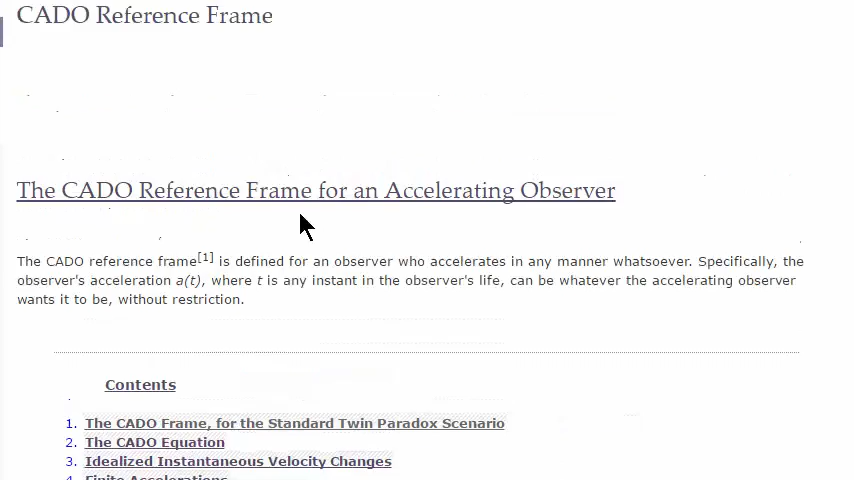 CADO Reference Frame
The CADO Reference Frame for an Accelerating Observer
The CADO reference frame[1] is defined for an observer who accelerates in any manner whatsoever. Specifically, the
observer's acceleration a(t), where t is any instant in the observer's life, can be whatever the accelerating observer
wants it to be, without restriction.
Contents
1. The CADO Frame, for the Standard Twin Paradox Scenario
2. The CADO Equation
3. Idealized Instantaneous Velocity Changes
4. Finite Accelerations